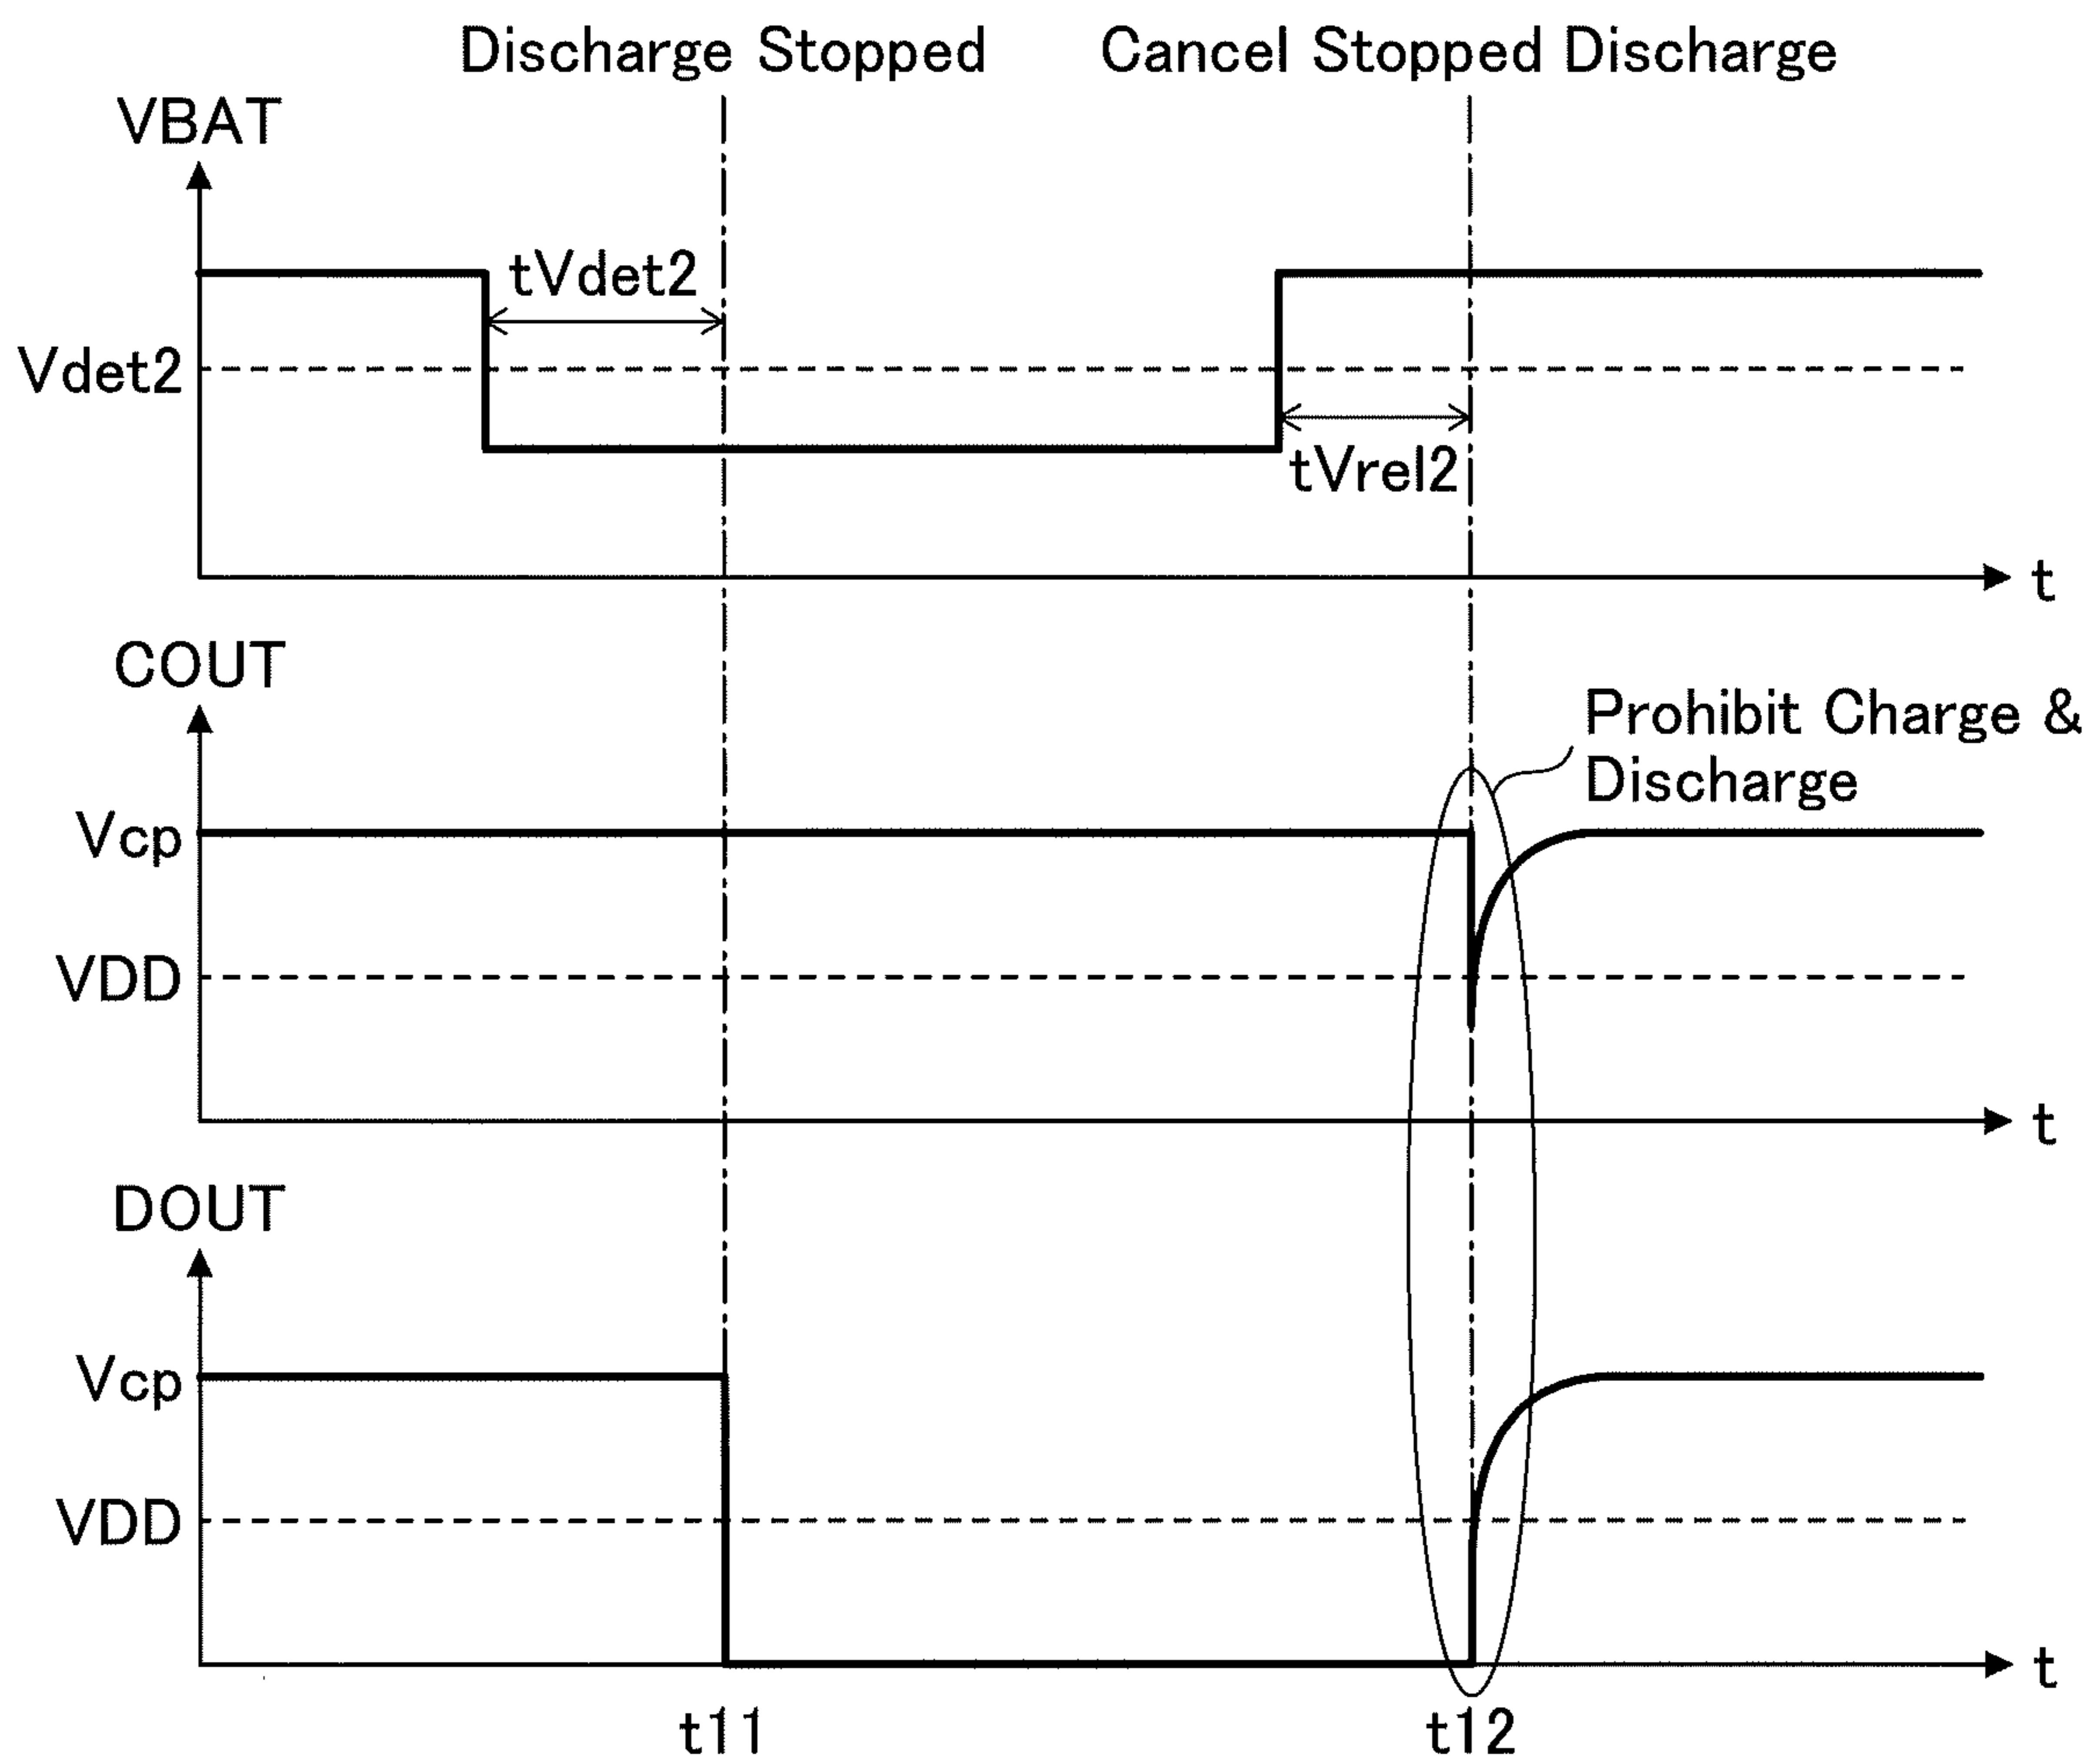 Discharge Stopped
Cancel Stopped Discharge
VBAT
tVdet2
Vdet2
tVrel2
t
COUT
Prohibit Charge &
Discharge
Vcp
VDD
t
DOUT
Vcp
VDD
t
t11
t12